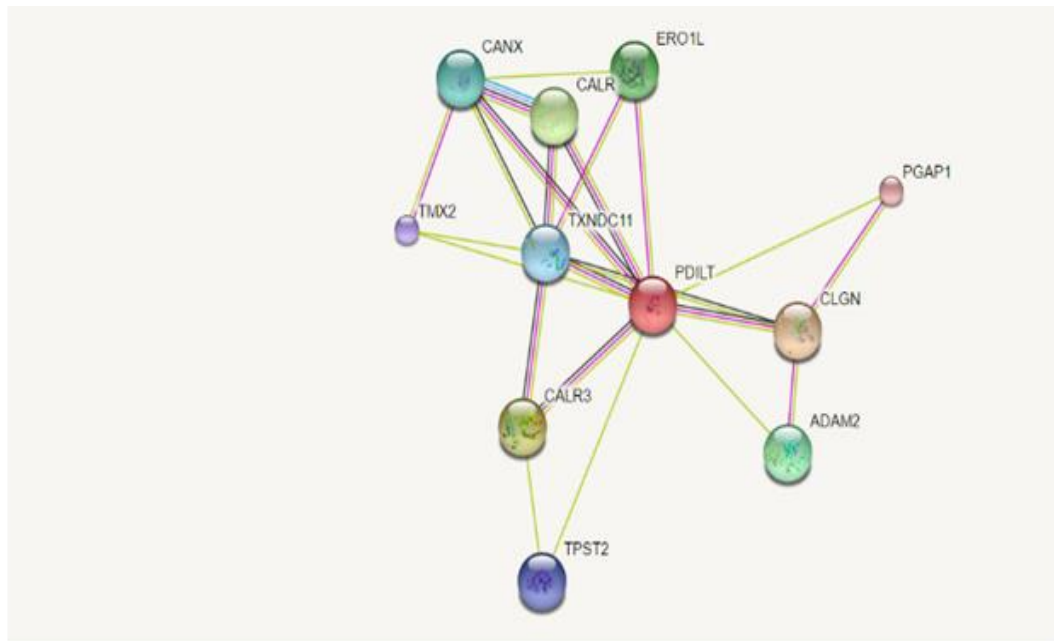 ERO1L
CANX
CALR
PGAP1
TMX2
TXNDC11
PDILT
CLGN
CALR3
ADAM2
TPST2